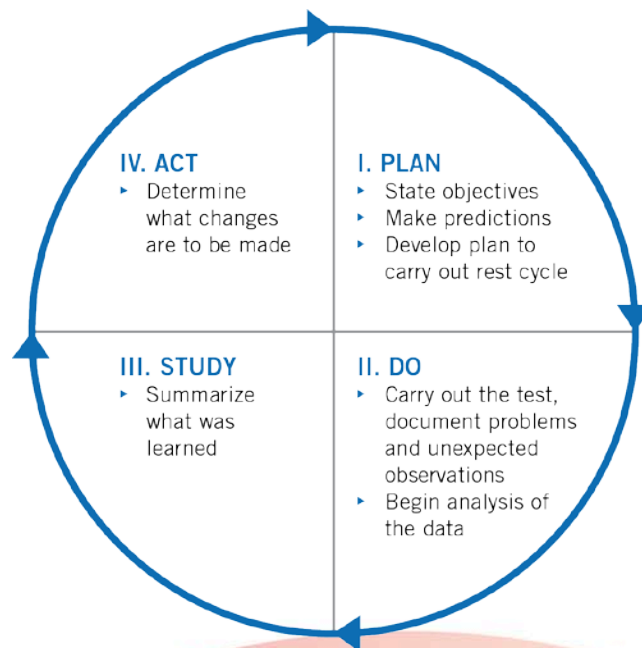 IV. ACT
‣ Determine
what changes
are to be made
I. PLAN
‣ State objectives
‣ Make predictions
‣ Develop plan to
carry out rest cycle
III. STUDY
‣ Summarize
what was
learned
II. DO
‣ Carry out the test,
document problems
and unexpected
observations
‣ Begin analysis of
the data